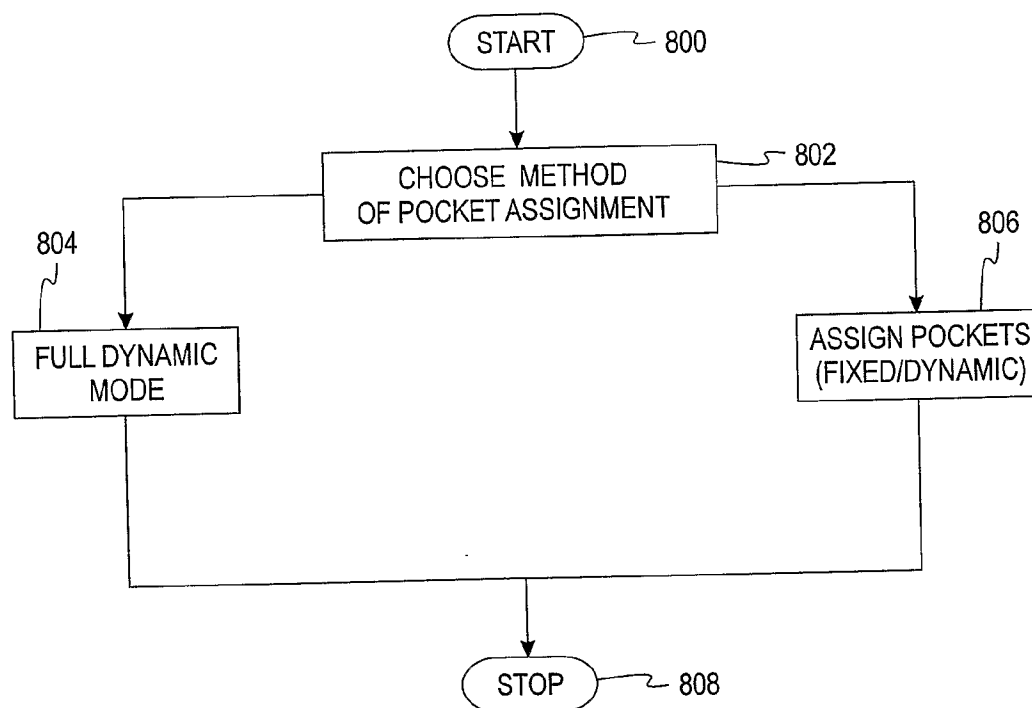 START
800
CHOOSE METHOD
OF POCKET ASSIGNMENT
802
804
806
FULL DYNAMIC
MODE
ASSIGN POCKETS
(FIXED/DYNAMIC)
STOP
808